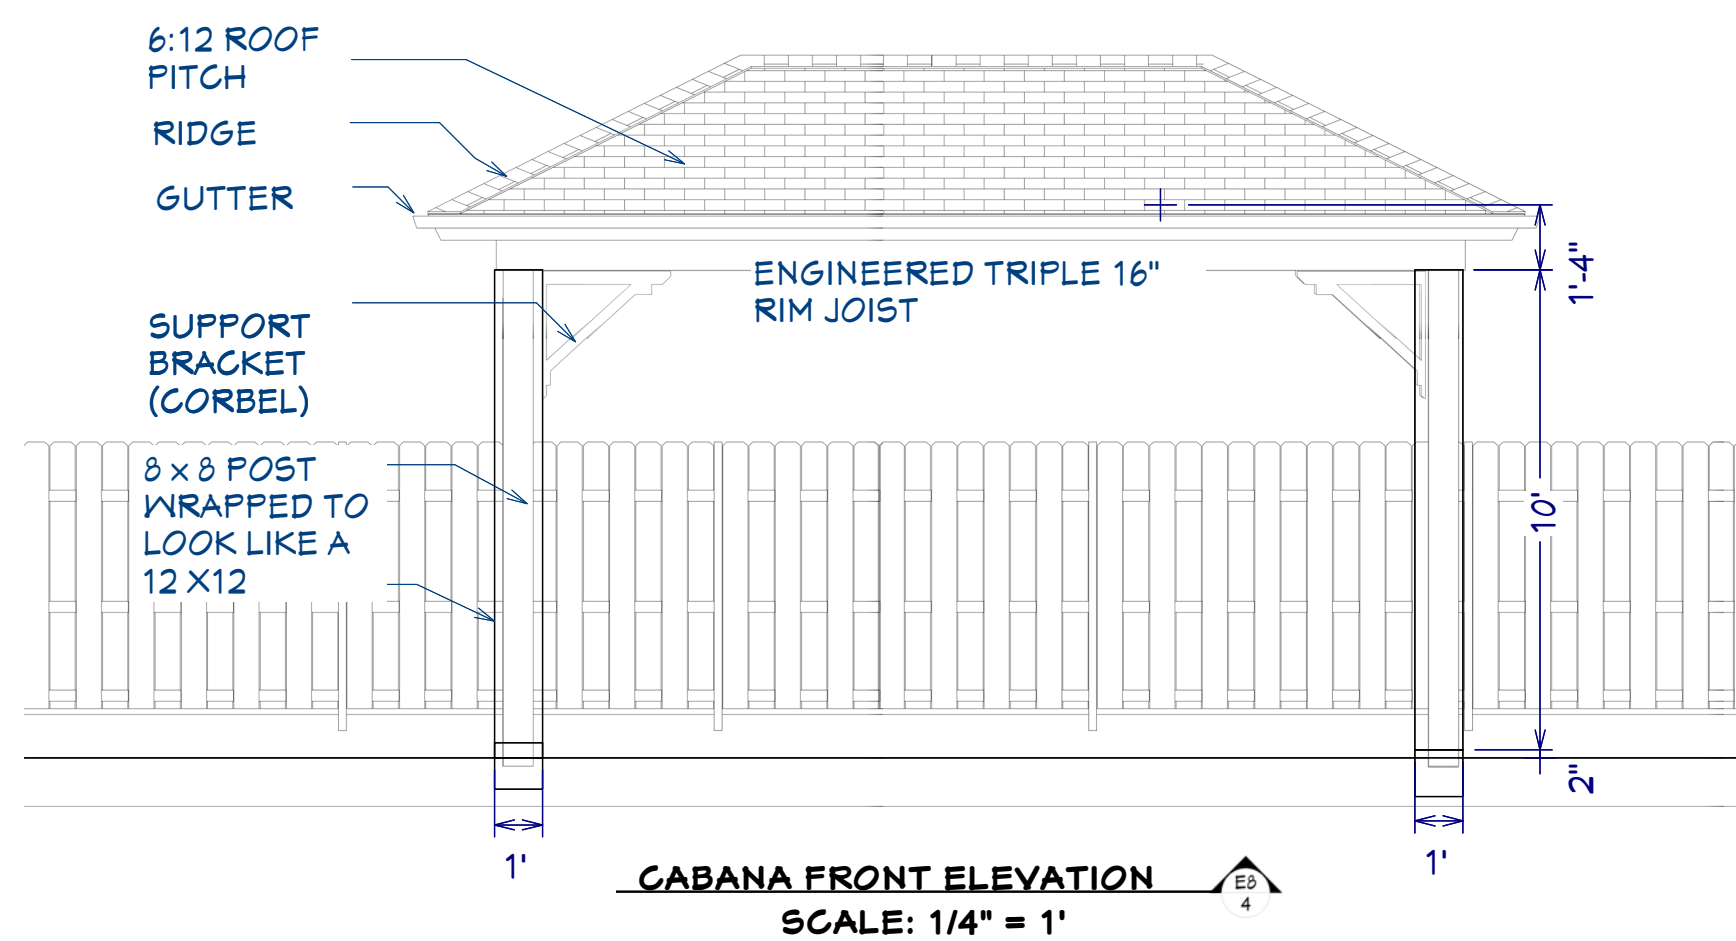 6:12 ROOF
PITCH
RIDGE
GUTTER
SUPPORT
BRACKET
(CORBEL)
8 x 8 POST
WRAPPED TO
LOOK LIKE A
12 X12
ENGINEERED TRIPLE 16"
RIM JOIST
1'-4"
10'
2"
1'
1'
CABANA FRONT ELEVATION
E8
4
SCALE: 1/4" = 1'